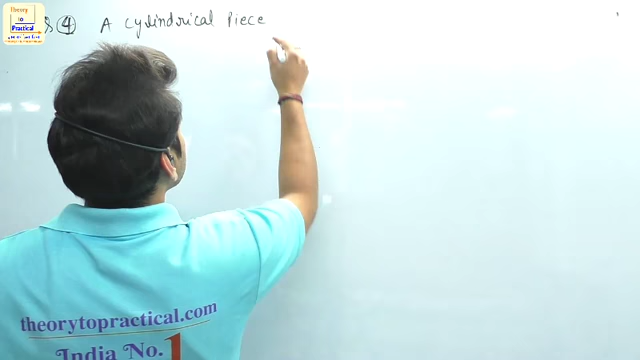 Theory
to
Practical
Q ④ A cylindrical Piece
theorytopractical.com
India No. 1